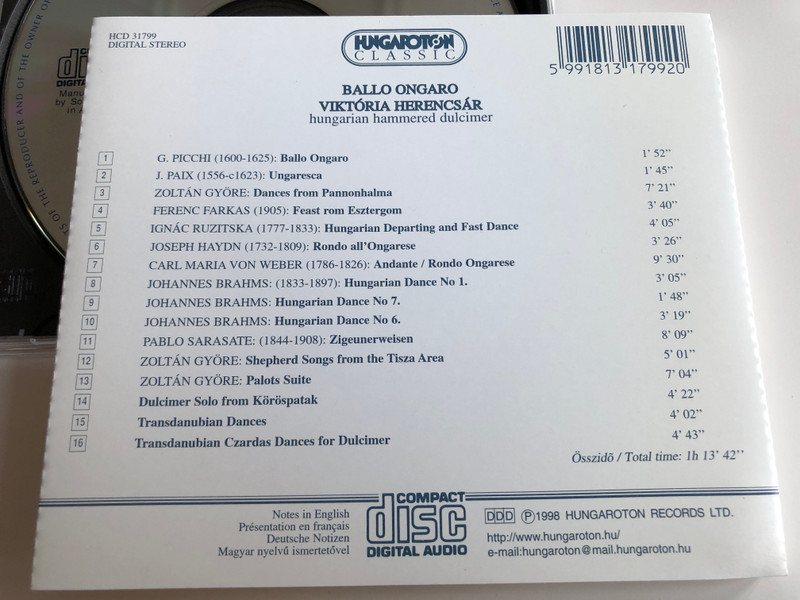 HCD 31799
DIGITAL STEREO
HUNGAROTON
CLASSIC
5 991813 179920
BALLO ONGARO
VIKTÓRIA HERENCSÁR
hungarian hammered dulcimer
1 G. PICCHI (1600-1625): Ballo Ongaro 1' 52"
2 J. PAIX (1556-c1623): Ungaresca 1' 45"
3 ZOLTÁN GYÖRE: Dances from Pannonhalma 7' 21"
4 FERENC FARKAS (1905): Feast rom Esztergom 3' 40"
5 IGNÁC RUZITSKA (1777-1833): Hungarian Departing and Fast Dance 4' 05"
6 JOSEPH HAYDN (1732-1809): Rondo all'Ongarese 3' 26"
7 CARL MARIA VON WEBER (1786-1826): Andante / Rondo Ongarese 9' 30"
8 JOHANNES BRAHMS: (1833-1897): Hungarian Dance No 1. 3' 05"
9 JOHANNES BRAHMS: Hungarian Dance No 7. 1' 48"
10 JOHANNES BRAHMS: Hungarian Dance No 6. 3' 19"
11 PABLO SARASATE: (1844-1908): Zigeunerweisen 8' 09"
12 ZOLTÁN GYÖRE: Shepherd Songs from the Tisza Area 5' 01"
13 ZOLTÁN GYÖRE: Palots Suite 7' 04"
14 Dulcimer Solo from Köröspatak 4' 22"
15 Transdanubian Dances 4' 02"
16 Transdanubian Czardas Dances for Dulcimer 4' 43"
Összidő / Total time: 1h 13' 42"
Notes in English
Présentation en français
Deutsche Notizen
Magyar nyelvű ismertetővel
COMPACT
disc
DIGITAL AUDIO
DDD Ⓟ1998 HUNGAROTON RECORDS LTD.
http://www.hungaroton.hu/
e-mail:hungaroton@mail.hungaroton.hu
OF THE REPRODUCER AND OF THE OWNER OF